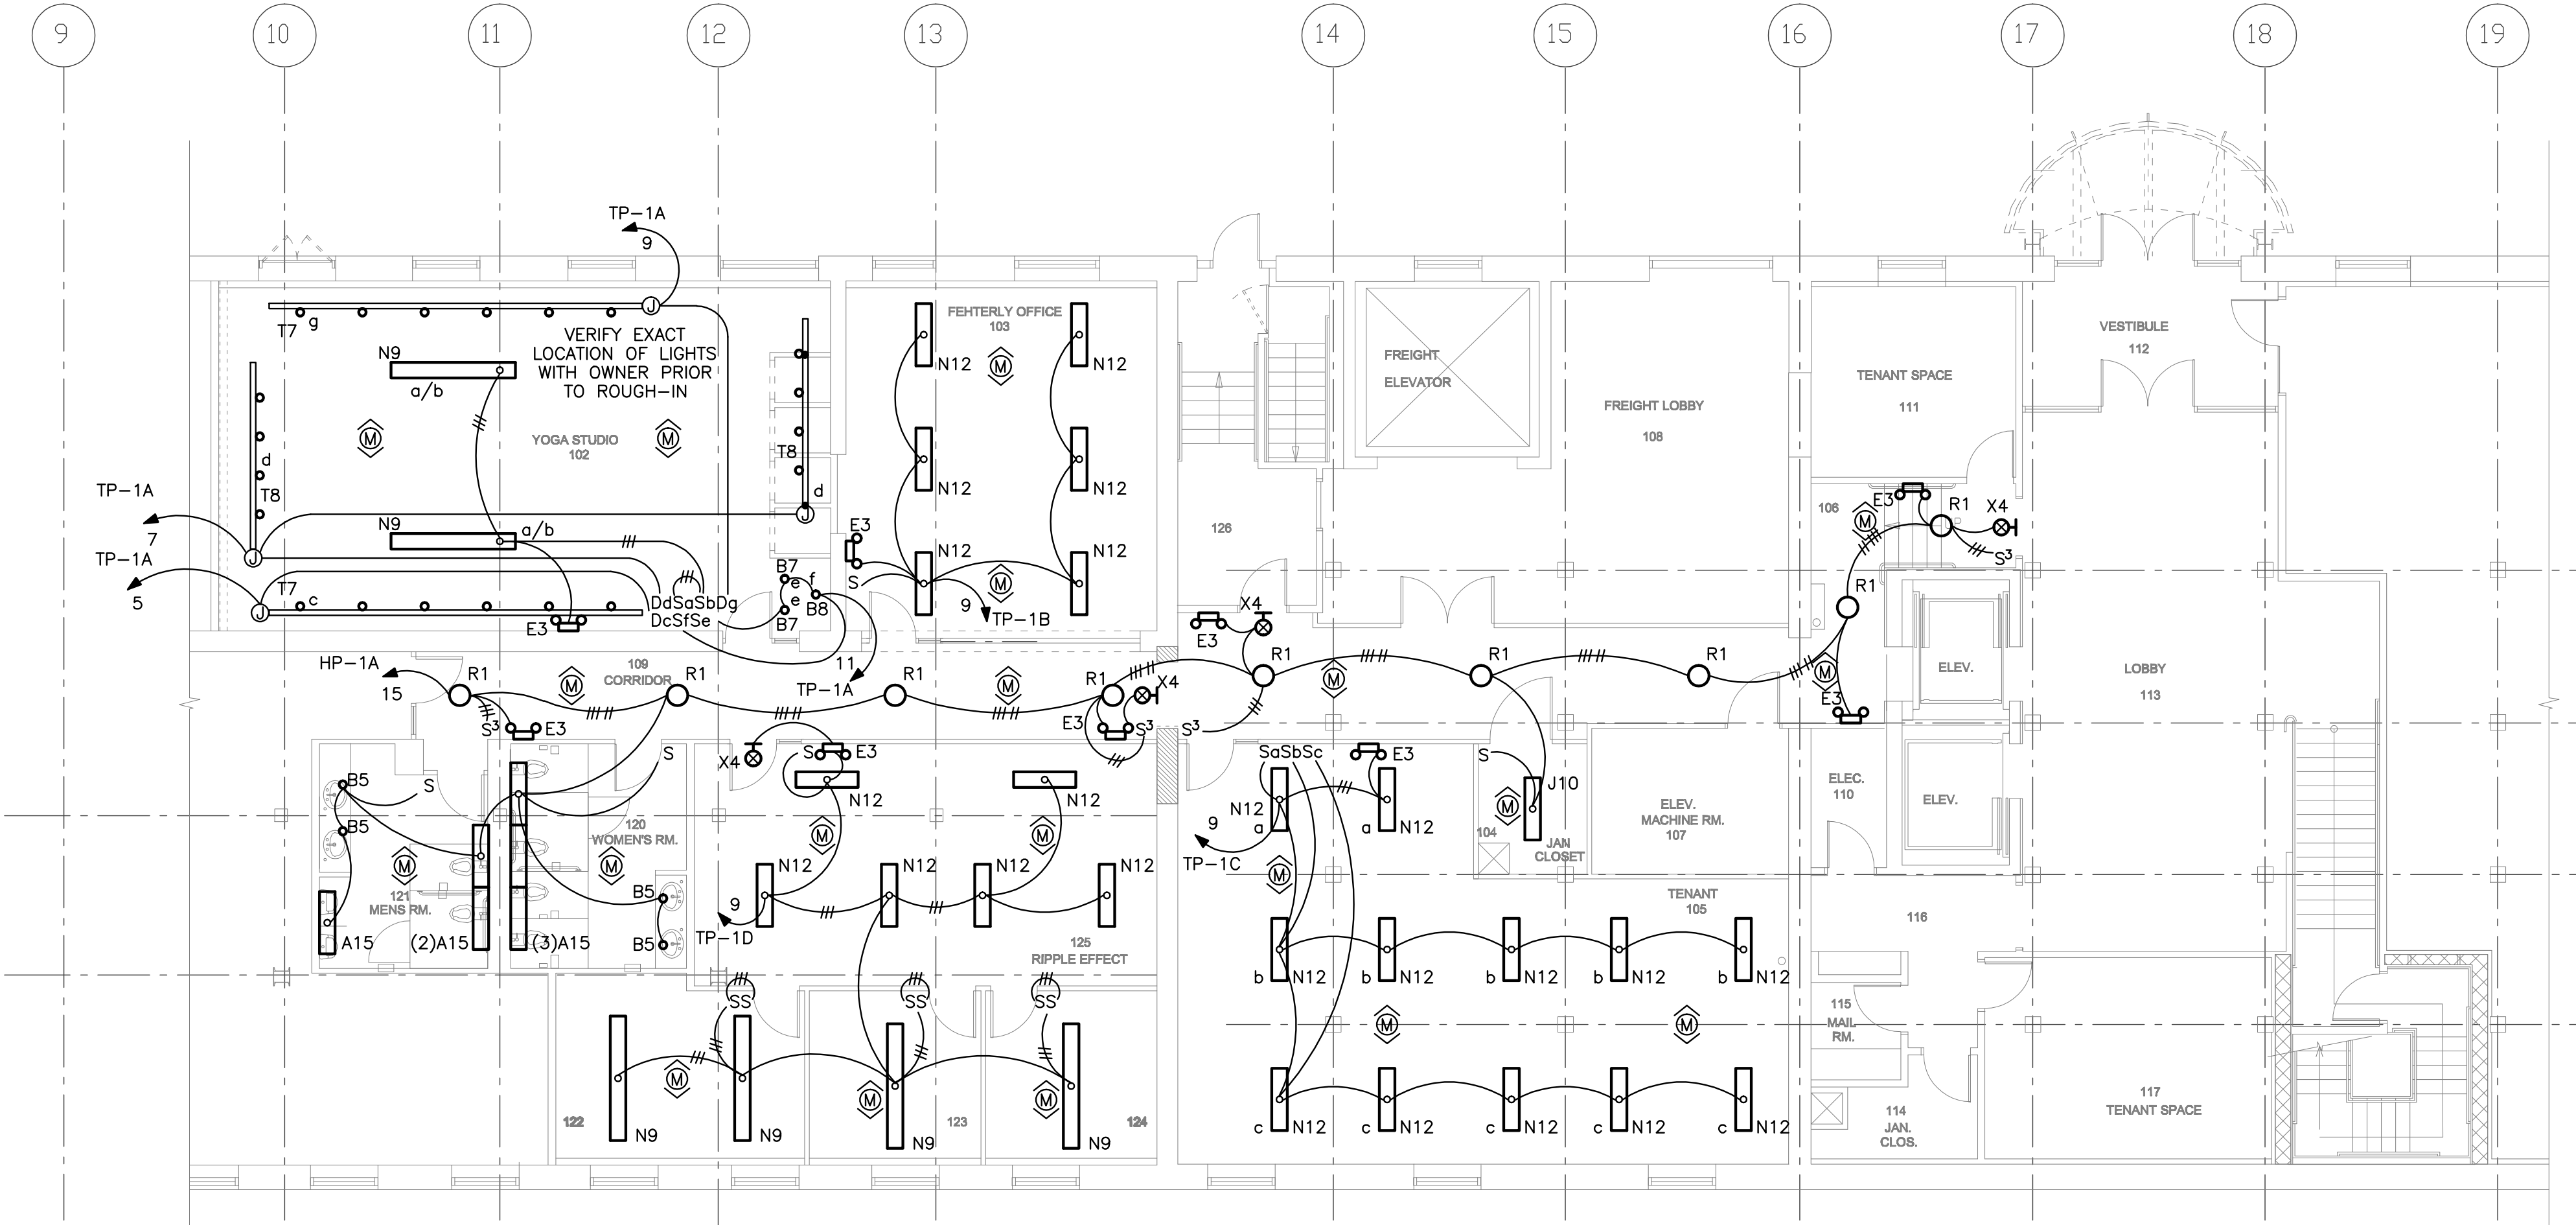 9 10 11 12 13 14 15 16 17 18 19
TP-1A
9
T7 g
J
VERIFY EXACT
LOCATION OF LIGHTS
WITH OWNER PRIOR
TO ROUGH-IN
N9
a/b
M
M
YOGA STUDIO
102
d
T8
T8
d
J
TP-1A
7
J
TP-1A
5
J
N9
a/b
T7
c
E3
DdSaSbDg
DcSfSe
B7
e
f
e
B7
B8
11
TP-1A
FEHTERLY OFFICE
103
M
N12
N12
N12
N12
E3
S
N12
N12
M
9
TP-1B
126
FREIGHT
ELEVATOR
FREIGHT LOBBY
108
TENANT SPACE
111
VESTIBULE
112
106
E3
M
R1
X4
S3
R1
M
E3
ELEV.
LOBBY
113
HP-1A
15
R1
S3
E3
M
109
CORRIDOR
R1
R1
M
R1
X4
E3
S3
S3
E3
X4
R1
M
R1
R1
B5
S
B5
M
121
MENS RM.
A15
(2)A15
(3)A15
S
120
WOMEN'S RM.
M
B5
B5
X4
S
E3
N12
N12
M
M
N12
N12
N12
N12
9
TP-1D
125
RIPPLE EFFECT
SS
SS
SS
M
M
M
122
123
124
N9
N9
N9
N9
SaSbSc
E3
N12
a
a
N12
9
TP-1C
M
S
J10
M
104
JAN
CLOSET
ELEV.
MACHINE RM.
107
ELEC.
110
ELEV.
TENANT
105
116
b N12 b N12 b N12 b N12 b N12
M
M
c N12 c N12 c N12 c N12 c N12
115
MAIL
RM.
114
JAN.
CLOS.
117
TENANT SPACE